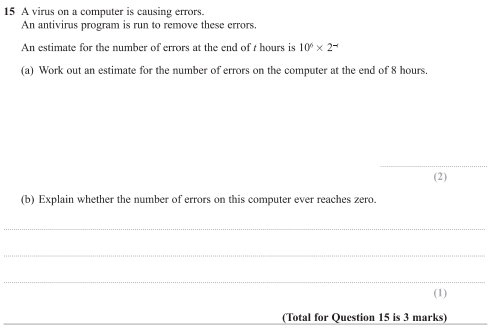 15 A virus on a computer is causing errors.
An antivirus program is run to remove these errors.
An estimate for the number of errors at the end of t hours is 10⁶ × 2⁻ᵗ
(a) Work out an estimate for the number of errors on the computer at the end of 8 hours.
(2)
(b) Explain whether the number of errors on this computer ever reaches zero.
(1)
(Total for Question 15 is 3 marks)